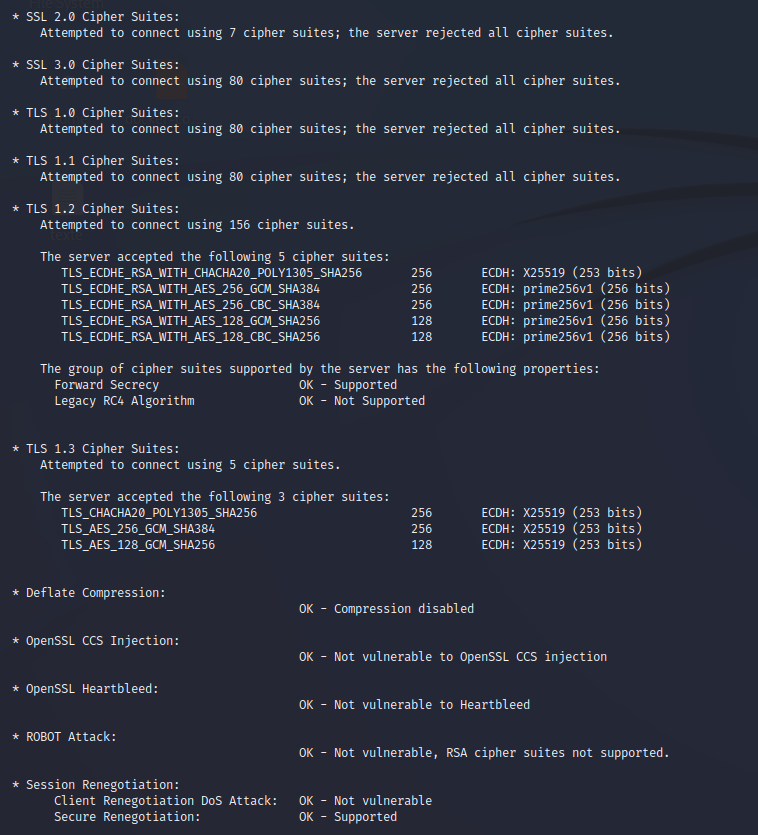 * SSL 2.0 Cipher Suites:
Attempted to connect using 7 cipher suites; the server rejected all cipher suites.
* SSL 3.0 Cipher Suites:
Attempted to connect using 80 cipher suites; the server rejected all cipher suites.
* TLS 1.0 Cipher Suites:
Attempted to connect using 80 cipher suites; the server rejected all cipher suites.
* TLS 1.1 Cipher Suites:
Attempted to connect using 80 cipher suites; the server rejected all cipher suites.
* TLS 1.2 Cipher Suites:
Attempted to connect using 156 cipher suites.
The server accepted the following 5 cipher suites:
TLS_ECDHE_RSA_WITH_CHACHA20_POLY1305_SHA256 256 ECDH: X25519 (253 bits)
TLS_ECDHE_RSA_WITH_AES_256_GCM_SHA384 256 ECDH: prime256v1 (256 bits)
TLS_ECDHE_RSA_WITH_AES_256_CBC_SHA384 256 ECDH: prime256v1 (256 bits)
TLS_ECDHE_RSA_WITH_AES_128_GCM_SHA256 128 ECDH: prime256v1 (256 bits)
TLS_ECDHE_RSA_WITH_AES_128_CBC_SHA256 128 ECDH: prime256v1 (256 bits)
The group of cipher suites supported by the server has the following properties:
Forward Secrecy OK - Supported
Legacy RC4 Algorithm OK - Not Supported
* TLS 1.3 Cipher Suites:
Attempted to connect using 5 cipher suites.
The server accepted the following 3 cipher suites:
TLS_CHACHA20_POLY1305_SHA256 256 ECDH: X25519 (253 bits)
TLS_AES_256_GCM_SHA384 256 ECDH: X25519 (253 bits)
TLS_AES_128_GCM_SHA256 128 ECDH: X25519 (253 bits)
* Deflate Compression:
OK - Compression disabled
* OpenSSL CCS Injection:
OK - Not vulnerable to OpenSSL CCS injection
* OpenSSL Heartbleed:
OK - Not vulnerable to Heartbleed
* ROBOT Attack:
OK - Not vulnerable, RSA cipher suites not supported.
* Session Renegotiation:
Client Renegotiation DoS Attack: OK - Not vulnerable
Secure Renegotiation: OK - Supported